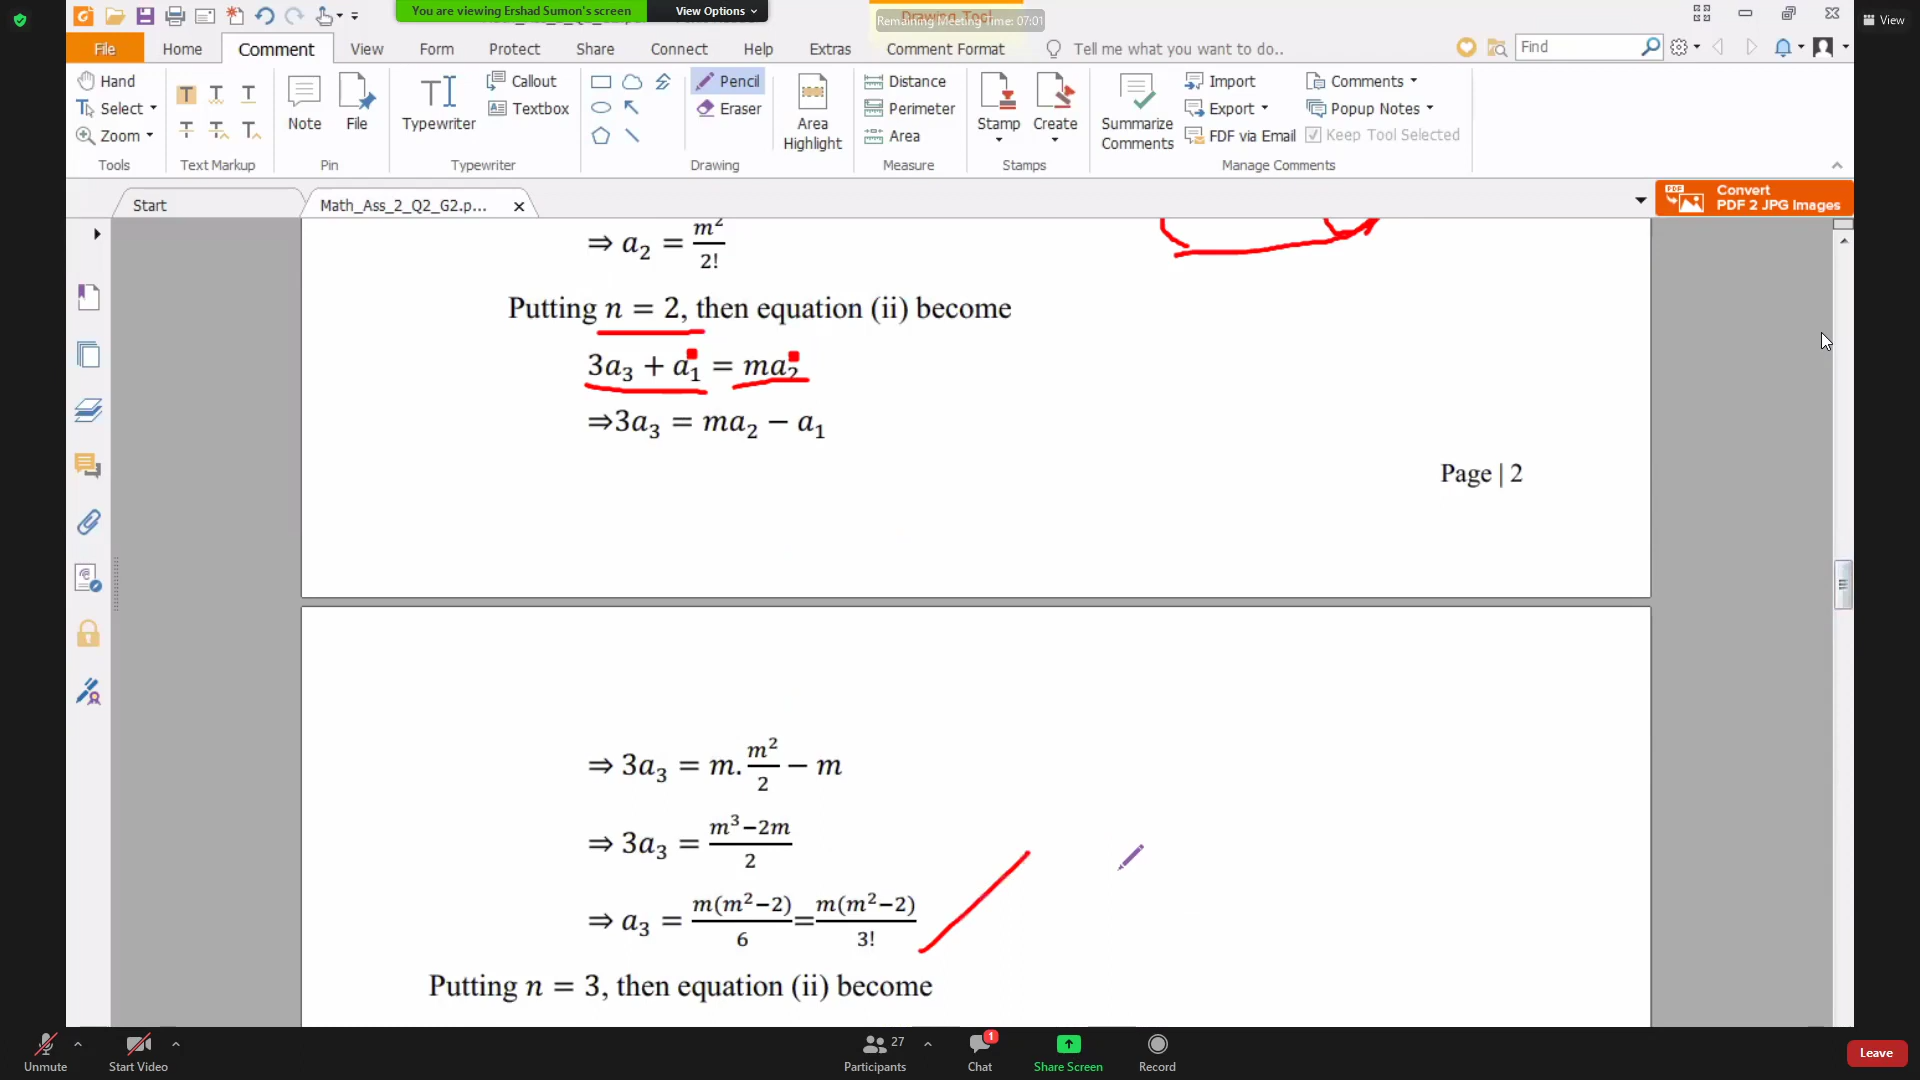 You are viewing Ershad Sumon's screen
View Options
Remaining Meeting Time: 07:01
View
File Home Comment View Form Protect Share Connect Help Extras Comment Format Tell me what you want to do.. Find
Hand
Select
Zoom
Tools
Text Markup
Note
File
Pin
Typewriter
Callout
Textbox
Typewriter
Pencil
Eraser
Area Highlight
Drawing
Distance
Perimeter
Area
Measure
Stamp
Create
Stamps
Summarize Comments
Import
Export
FDF via Email
Comments
Popup Notes
Keep Tool Selected
Manage Comments
Start
Math_Ass_2_Q2_G2.p...
Convert
PDF 2 JPG Images
⇒ a₂ = m²/2!
Putting n = 2, then equation (ii) become
3a₃ + a₁ = ma₂
⇒3a₃ = ma₂ − a₁
Page | 2
⇒ 3a₃ = m. m²/2 − m
⇒ 3a₃ = m³−2m/2
⇒ a₃ = m(m²−2)/6 = m(m²−2)/3!
Putting n = 3, then equation (ii) become
Unmute
Start Video
27
Participants
1
Chat
Share Screen
Record
Leave